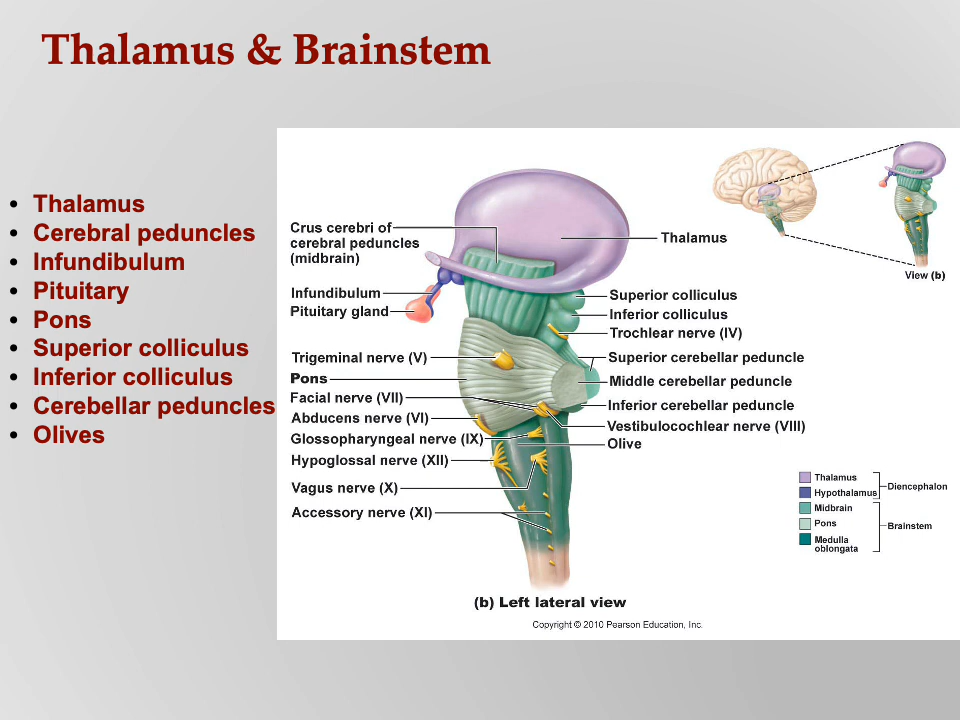 Thalamus & Brainstem
• Thalamus
• Cerebral peduncles
• Infundibulum
• Pituitary
• Pons
• Superior colliculus
• Inferior colliculus
• Cerebellar peduncles
• Olives
Crus cerebri of
cerebral peduncles
(midbrain)
Infundibulum
Pituitary gland
Trigeminal nerve (V)
Pons
Facial nerve (VII)
Abducens nerve (VI)
Glossopharyngeal nerve (IX)
Hypoglossal nerve (XII)
Vagus nerve (X)
Accessory nerve (XI)
Thalamus
Superior colliculus
Inferior colliculus
Trochlear nerve (IV)
Superior cerebellar peduncle
Middle cerebellar peduncle
Inferior cerebellar peduncle
Vestibulocochlear nerve (VIII)
Olive
View (b)
Thalamus
Hypothalamus
Diencephalon
Midbrain
Pons
Medulla
oblongata
Brainstem
(b) Left lateral view
Copyright © 2010 Pearson Education, Inc.